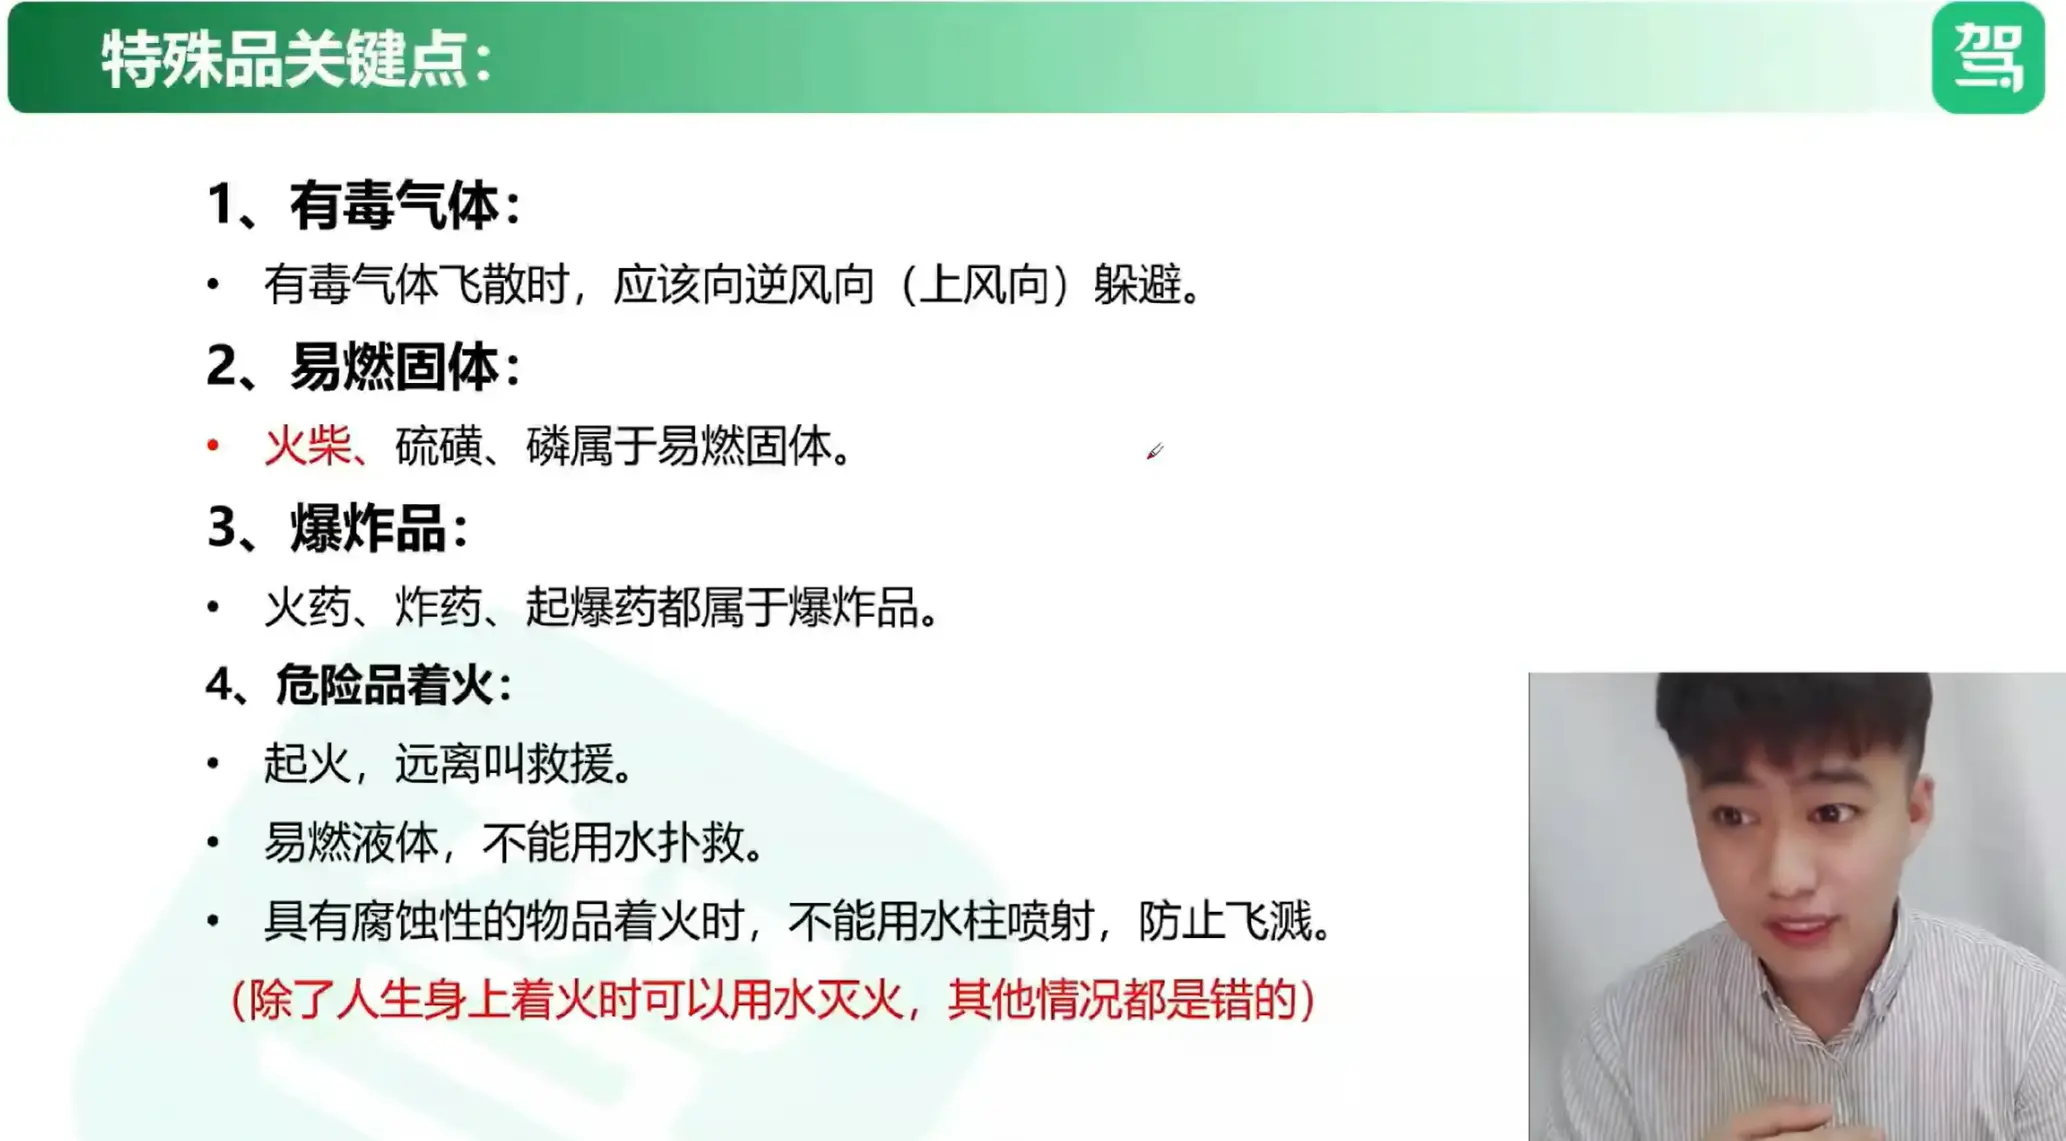 特殊品关键点：
驾
1、有毒气体：
• 有毒气体飞散时，应该向逆风向（上风向）躲避。
2、易燃固体：
• 火柴、硫磺、磷属于易燃固体。
3、爆炸品：
• 火药、炸药、起爆药都属于爆炸品。
4、危险品着火：
• 起火，远离叫救援。
• 易燃液体，不能用水扑救。
• 具有腐蚀性的物品着火时，不能用水柱喷射，防止飞溅。
（除了人生身上着火时可以用水灭火，其他情况都是错的）